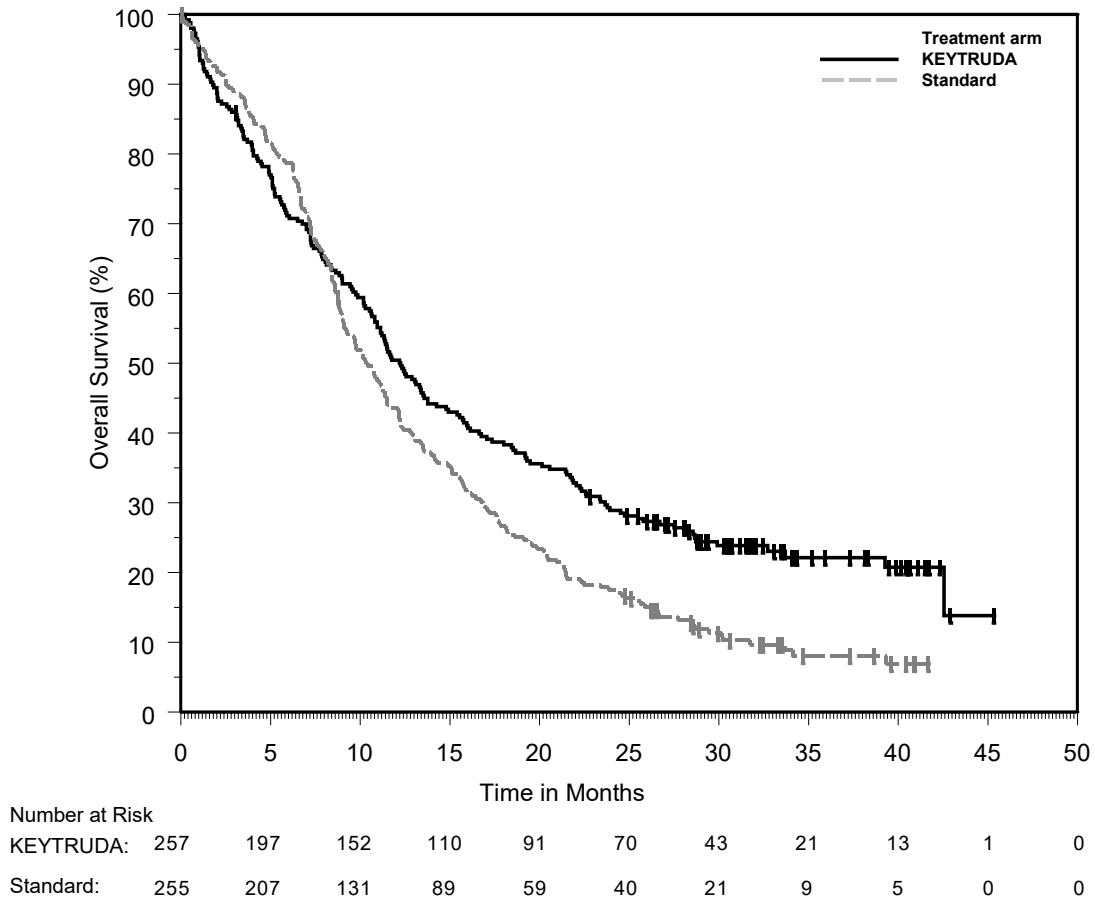 Treatment arm
KEYTRUDA
Standard
Overall Survival (%)
100
90
80
70
60
50
40
30
20
10
0
0 5 10 15 20 25 30 35 40 45 50
Time in Months
Number at Risk
KEYTRUDA: 257 197 152 110 91 70 43 21 13 1 0
Standard: 255 207 131 89 59 40 21 9 5 0 0